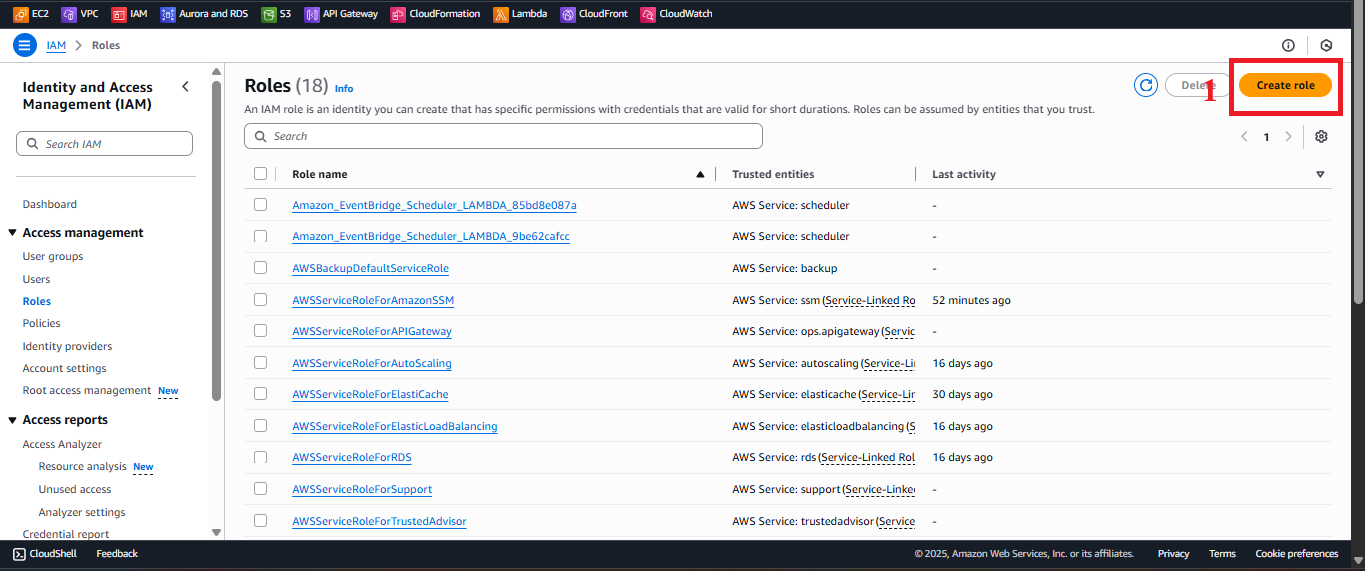 EC2 VPC IAM Aurora and RDS S3 API Gateway CloudFormation Lambda CloudFront CloudWatch
IAM Roles
Identity and Access
Management (IAM)
Search IAM
Dashboard
Access management
User groups
Users
Roles
Policies
Identity providers
Account settings
Root access management New
Access reports
Access Analyzer
Resource analysis New
Unused access
Analyzer settings
Credential report
Roles (18) Info
Delete
1
Create role
An IAM role is an identity you can create that has specific permissions with credentials that are valid for short durations. Roles can be assumed by entities that you trust.
Search
1
Role name Trusted entities Last activity
Amazon_EventBridge_Scheduler_LAMBDA_85bd8e087a AWS Service: scheduler -
Amazon_EventBridge_Scheduler_LAMBDA_9be62cafcc AWS Service: scheduler -
AWSBackupDefaultServiceRole AWS Service: backup -
AWSServiceRoleForAmazonSSM AWS Service: ssm (Service-Linked Ro 52 minutes ago
AWSServiceRoleForAPIGateway AWS Service: ops.apigateway (Servic -
AWSServiceRoleForAutoScaling AWS Service: autoscaling (Service-Li 16 days ago
AWSServiceRoleForElastiCache AWS Service: elasticache (Service-Lir 30 days ago
AWSServiceRoleForElasticLoadBalancing AWS Service: elasticloadbalancing (S 16 days ago
AWSServiceRoleForRDS AWS Service: rds (Service-Linked Rol 16 days ago
AWSServiceRoleForSupport AWS Service: support (Service-Linke -
AWSServiceRoleForTrustedAdvisor AWS Service: trustedadvisor (Service -
CloudShell Feedback © 2025, Amazon Web Services, Inc. or its affiliates. Privacy Terms Cookie preferences